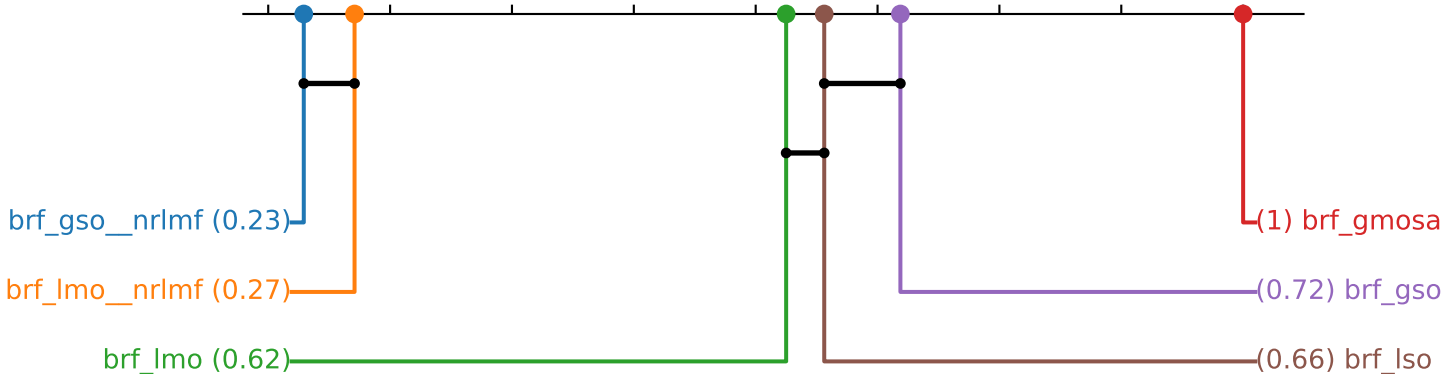 brf_gso__nrlmf (0.23)
(1) brf_gmosa
brf_lmo__nrlmf (0.27)
(0.72) brf_gso
brf_lmo (0.62)
(0.66) brf_lso